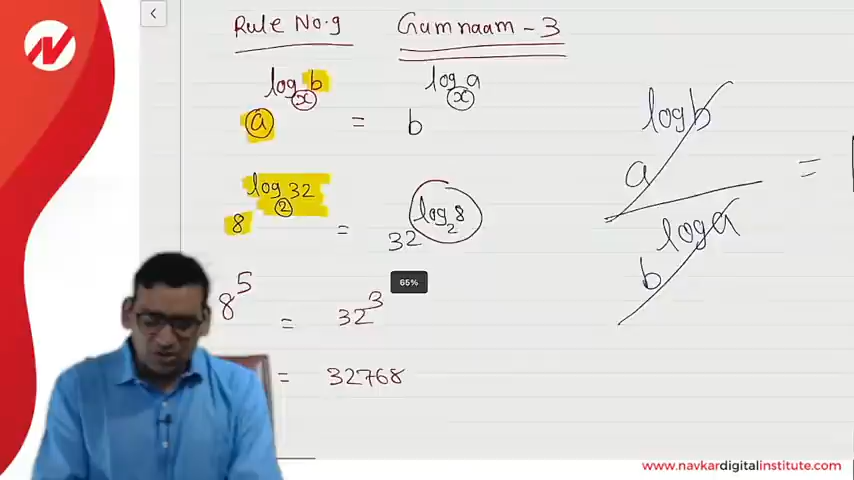 Rule No.9 Gumnaam - 3
a^log_x b = b^log_x a
8^log_2 32 = 32^log_2 8
8^5 = 32^3
= 32768
a^log b / b^log a =
65%
N
www.navkardigitalinstitute.com